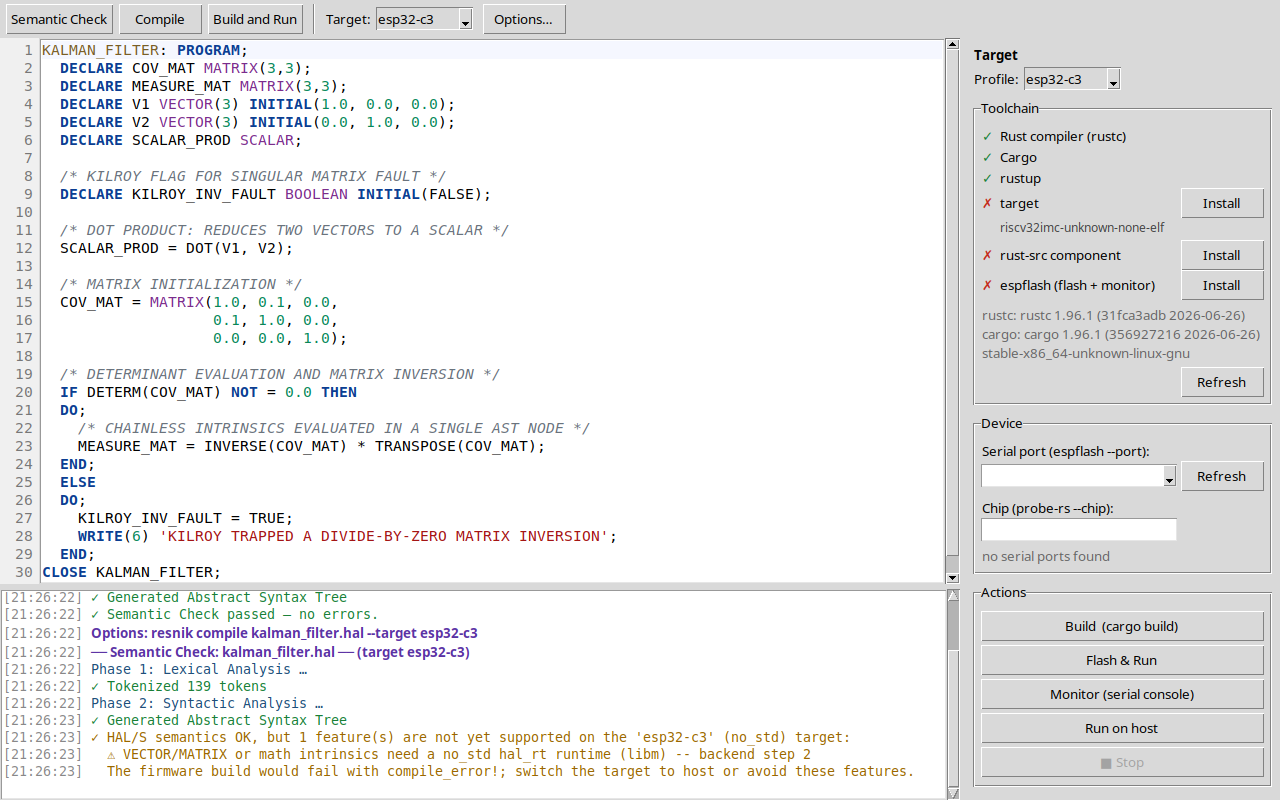 Semantic Check Compile Build and Run Target: esp32-c3 Options...
1 KALMAN_FILTER: PROGRAM;
2 DECLARE COV_MAT MATRIX(3,3);
3 DECLARE MEASURE_MAT MATRIX(3,3);
4 DECLARE V1 VECTOR(3) INITIAL(1.0, 0.0, 0.0);
5 DECLARE V2 VECTOR(3) INITIAL(0.0, 1.0, 0.0);
6 DECLARE SCALAR_PROD SCALAR;
7
8 /* KILROY FLAG FOR SINGULAR MATRIX FAULT */
9 DECLARE KILROY_INV_FAULT BOOLEAN INITIAL(FALSE);
10
11 /* DOT PRODUCT: REDUCES TWO VECTORS TO A SCALAR */
12 SCALAR_PROD = DOT(V1, V2);
13
14 /* MATRIX INITIALIZATION */
15 COV_MAT = MATRIX(1.0, 0.1, 0.0,
16 0.1, 1.0, 0.0,
17 0.0, 0.0, 1.0);
18
19 /* DETERMINANT EVALUATION AND MATRIX INVERSION */
20 IF DETERM(COV_MAT) NOT = 0.0 THEN
21 DO;
22 /* CHAINLESS INTRINSICS EVALUATED IN A SINGLE AST NODE */
23 MEASURE_MAT = INVERSE(COV_MAT) * TRANSPOSE(COV_MAT);
24 END;
25 ELSE
26 DO;
27 KILROY_INV_FAULT = TRUE;
28 WRITE(6) 'KILROY TRAPPED A DIVIDE-BY-ZERO MATRIX INVERSION';
29 END;
30 CLOSE KALMAN_FILTER;
[21:26:22] ✓ Generated Abstract Syntax Tree
[21:26:22] ✓ Semantic Check passed — no errors.
[21:26:22] Options: resnik compile kalman_filter.hal --target esp32-c3
[21:26:22] ── Semantic Check: kalman_filter.hal ── (target esp32-c3)
[21:26:22] Phase 1: Lexical Analysis …
[21:26:22] ✓ Tokenized 139 tokens
[21:26:22] Phase 2: Syntactic Analysis …
[21:26:23] ✓ Generated Abstract Syntax Tree
[21:26:23] ✓ HAL/S semantics OK, but 1 feature(s) are not yet supported on the 'esp32-c3' (no_std) target:
[21:26:23] ⚠ VECTOR/MATRIX or math intrinsics need a no_std hal_rt runtime (libm) -- backend step 2
[21:26:23] The firmware build would fail with compile_error!; switch the target to host or avoid these features.
Target
Profile: esp32-c3
Toolchain
✓ Rust compiler (rustc)
✓ Cargo
✓ rustup
✗ target Install
riscv32imc-unknown-none-elf
✗ rust-src component Install
✗ espflash (flash + monitor) Install
rustc: rustc 1.96.1 (31fca3adb 2026-06-26)
cargo: cargo 1.96.1 (356927216 2026-06-26)
stable-x86_64-unknown-linux-gnu
Refresh
Device
Serial port (espflash --port):
Refresh
Chip (probe-rs --chip):
no serial ports found
Actions
Build (cargo build)
Flash & Run
Monitor (serial console)
Run on host
■ Stop